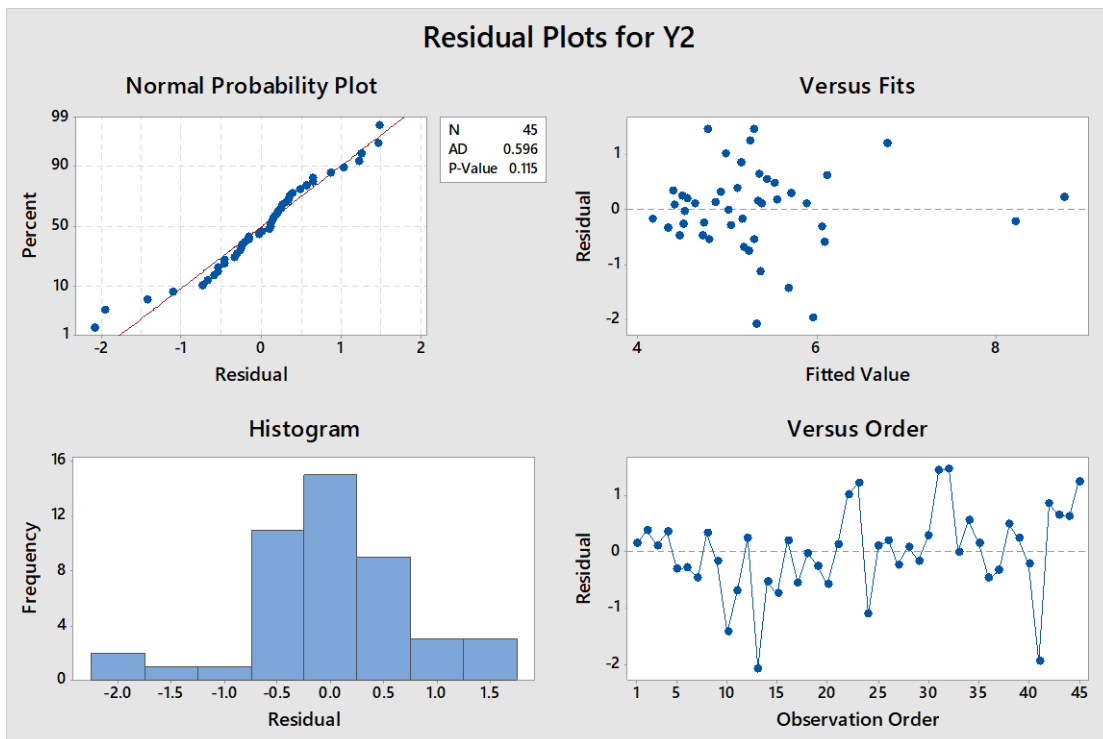 Residual Plots for Y2
Normal Probability Plot
99
90
50
10
1
Percent
-2 -1 0 1 2
Residual
N 45
AD 0.596
P-Value 0.115
Versus Fits
1
0
-1
-2
Residual
4 6 8
Fitted Value
Histogram
16
12
8
4
0
Frequency
-2.0 -1.5 -1.0 -0.5 0.0 0.5 1.0 1.5
Residual
Versus Order
1
0
-1
-2
Residual
1 5 10 15 20 25 30 35 40 45
Observation Order